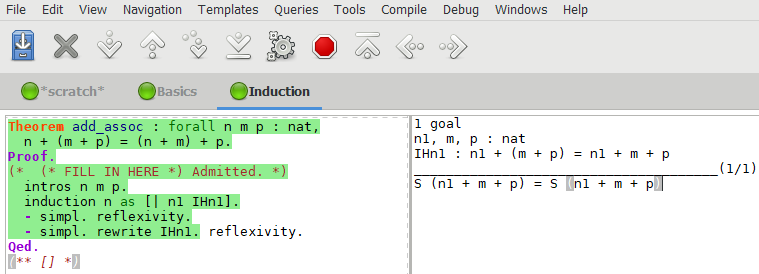 File Edit View Navigation Templates Queries Tools Compile Debug Windows Help
*scratch* Basics Induction
Theorem add_assoc : forall n m p : nat,
  n + (m + p) = (n + m) + p.
Proof.
(*  (* FILL IN HERE *) Admitted. *)
  intros n m p.
  induction n as [| n1 IHn1].
  - simpl. reflexivity.
  - simpl. rewrite IHn1. reflexivity.
Qed.
(** [] *)
1 goal
n1, m, p : nat
IHn1 : n1 + (m + p) = n1 + m + p
______________________________________(1/1)
S (n1 + m + p) = S (n1 + m + p)